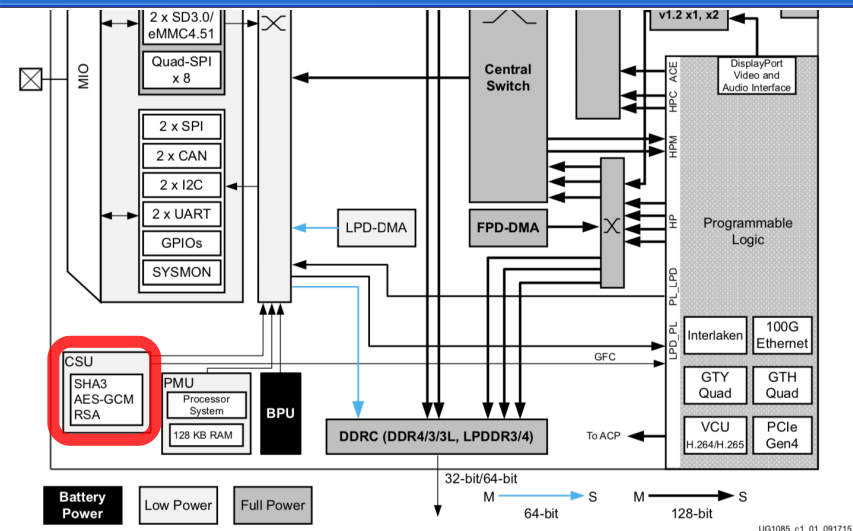 2 x SD3.0/
eMMC4.51
Quad-SPI
x 8
MIO
2 x SPI
2 x CAN
2 x I2C
2 x UART
GPIOs
SYSMON
Central
Switch
v1.2 x1, x2
DisplayPort
Video and
Audio Interface
ACE
HPC
HPM
HP
PL_LPD
LPD_PL
LPD-DMA
FPD-DMA
Programmable
Logic
Interlaken
100G
Ethernet
GTY
Quad
GTH
Quad
VCU
H.264/H.265
PCIe
Gen4
GFC
To ACP
CSU
SHA3
AES-GCM
RSA
PMU
Processor
System
128 KB RAM
BPU
DDRC (DDR4/3/3L, LPDDR3/4)
32-bit/64-bit
Battery
Power
Low Power
Full Power
M S
64-bit
M S
128-bit
UG1085_c1_01_091715